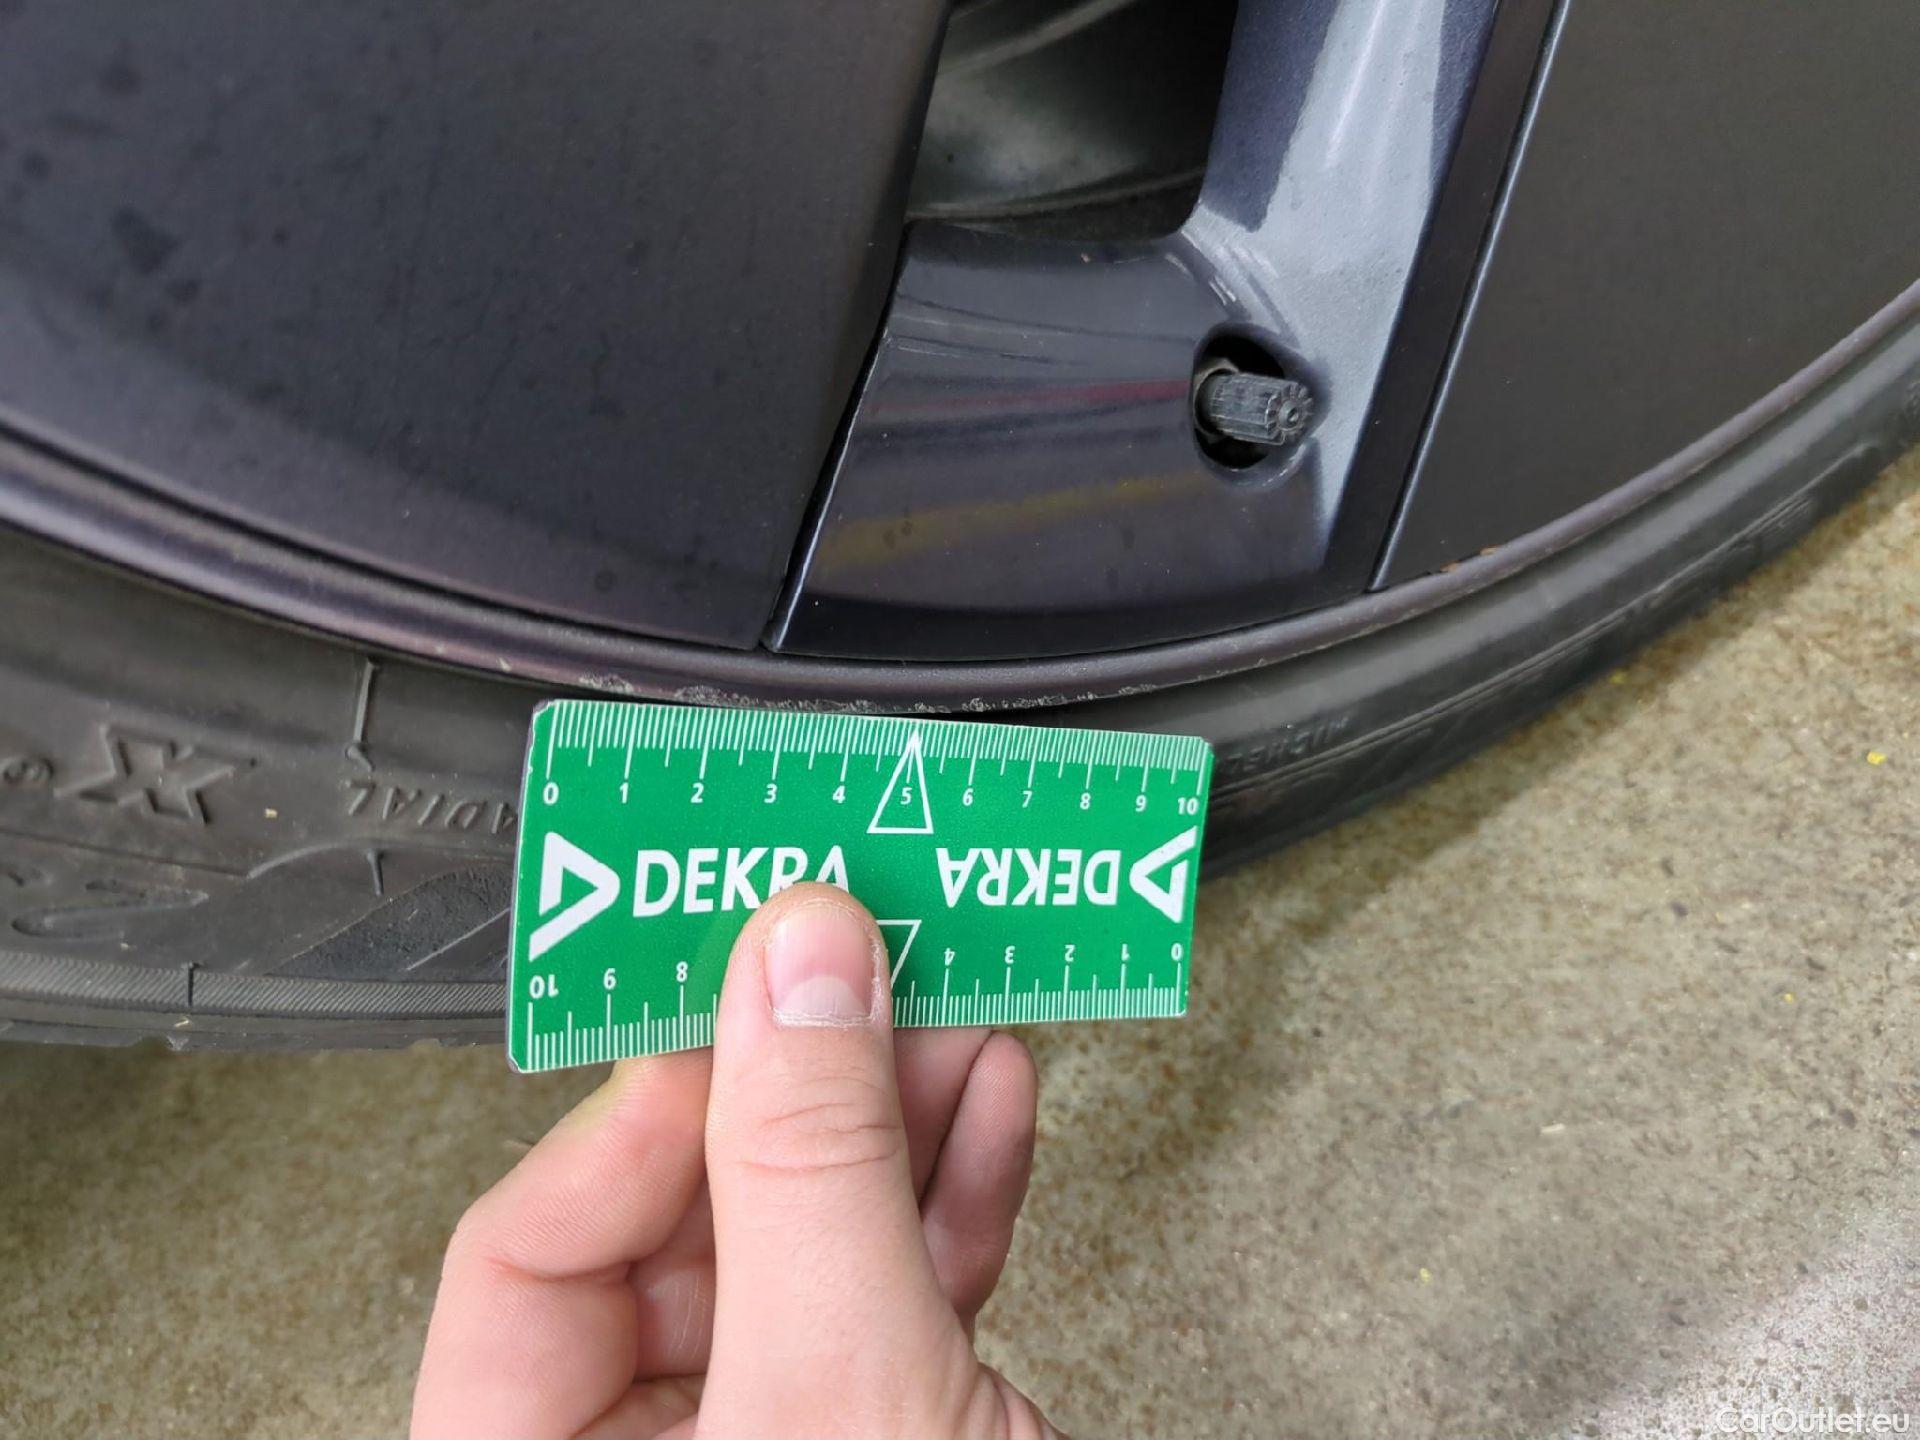 RADIAL X
MICHEL
0 1 2 3 4 5 6 7 8 9 10
DEKRA DEKRA
10 9 8 4 3 2 1 0
CarOutlet.eu